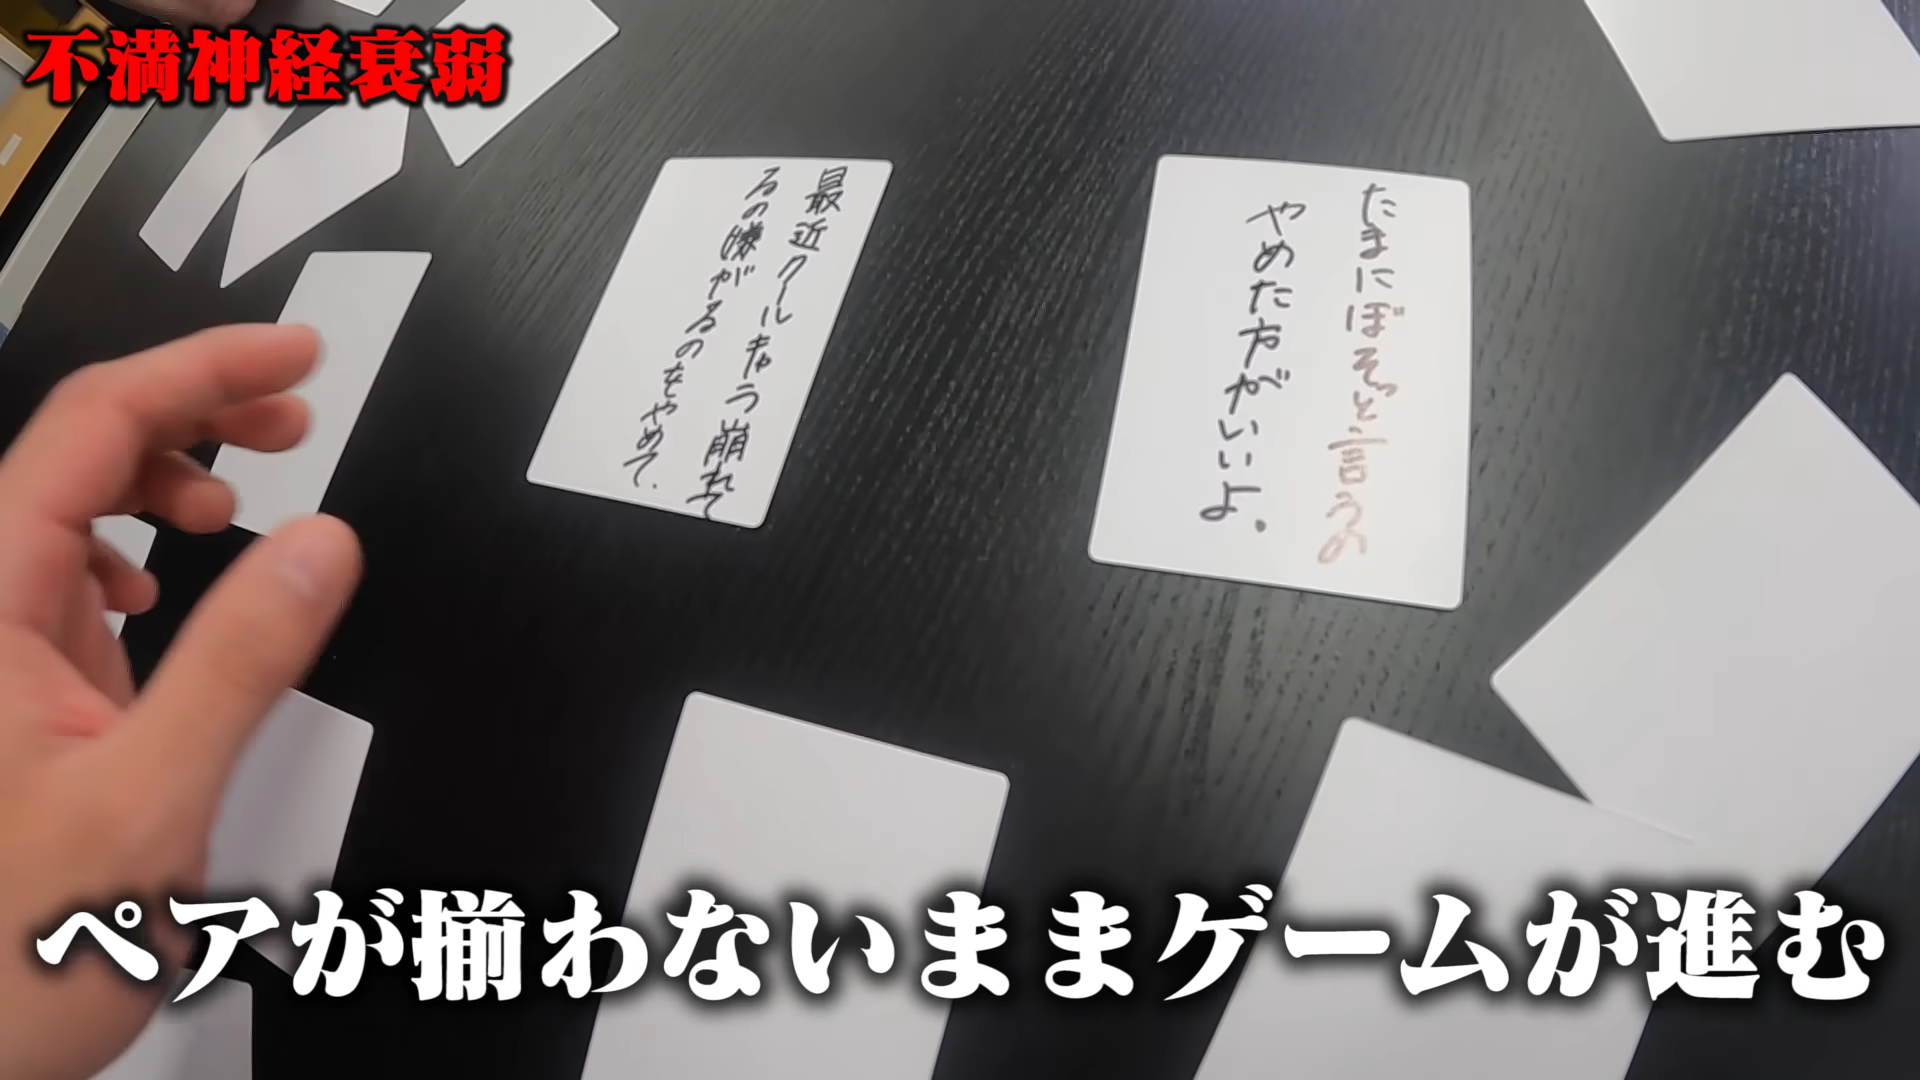 不満神経衰弱
最近クールキャラ崩れて
るの嫌がるのをやめて.
たまにぼそっと言うの
やめた方がいいよ。
ペアが揃わないままゲームが進む